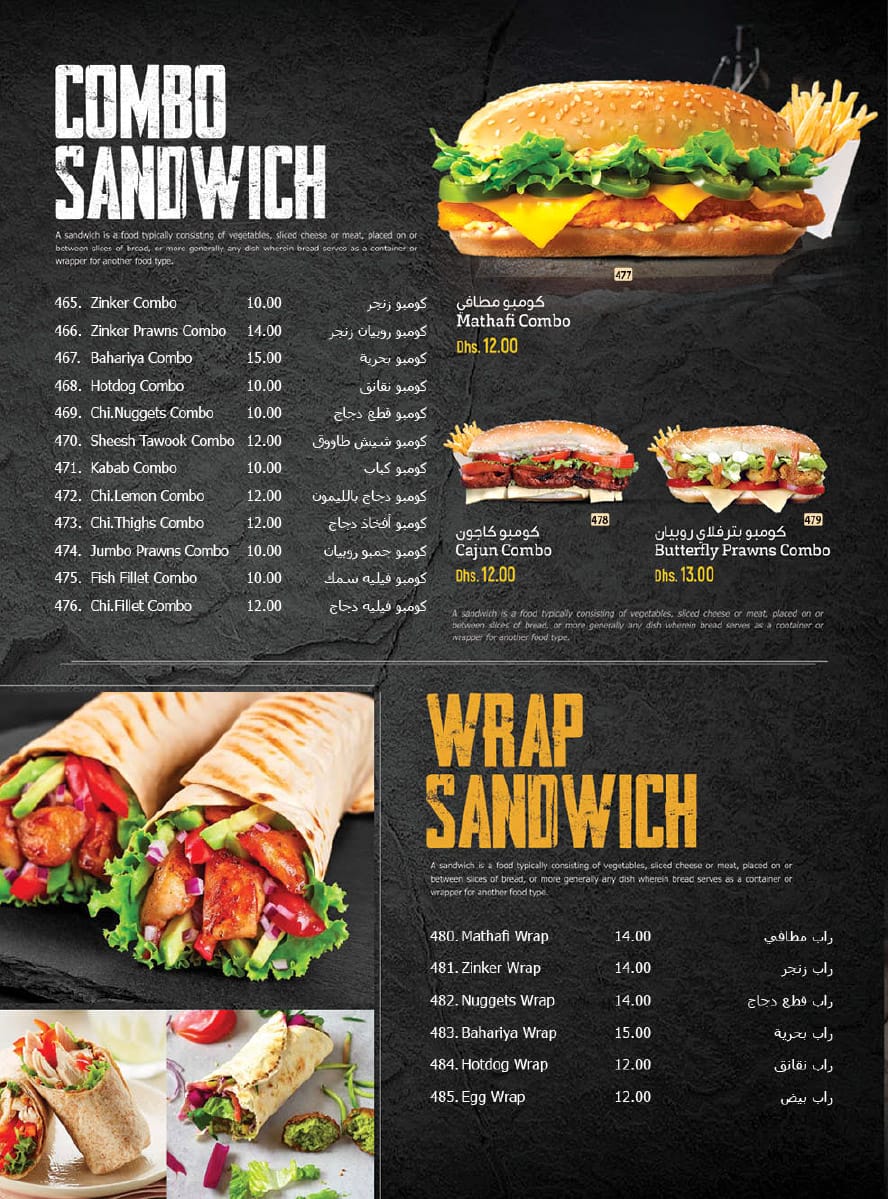 COMBO
SANDWICH
A sandwich is a food typically consisting of vegetables, sliced cheese or meat, placed on or
between slices of bread, or more generally any dish wherein bread serves as a container or
wrapper for another food type.
465. Zinker Combo 10.00 كومبو زنجر
466. Zinker Prawns Combo 14.00 كومبو روبيان زنجر
467. Bahariya Combo 15.00 كومبو بحرية
468. Hotdog Combo 10.00 كومبو نقانق
469. Chi.Nuggets Combo 10.00 كومبو قطع دجاج
470. Sheesh Tawook Combo 12.00 كومبو شيش طاووق
471. Kabab Combo 10.00 كومبو كباب
472. Chi.Lemon Combo 12.00 كومبو دجاج بالليمون
473. Chi.Thighs Combo 12.00 كومبو أفخاذ دجاج
474. Jumbo Prawns Combo 10.00 كومبو جمبو روبيان
475. Fish Fillet Combo 10.00 كومبو فيليه سمك
476. Chi.Fillet Combo 12.00 كومبو فيليه دجاج
477
كومبو مطافي
Mathafi Combo
Dhs. 12.00
478
كومبو كاجون
Cajun Combo
Dhs. 12.00
479
كومبو بترفلاي روبيان
Butterfly Prawns Combo
Dhs. 13.00
A sandwich is a food typically consisting of vegetables, sliced cheese or meat, placed on or
between slices of bread, or more generally any dish wherein bread serves as a container or
wrapper for another food type.
WRAP
SANDWICH
A sandwich is a food typically consisting of vegetables, sliced cheese or meat, placed on or
between slices of bread, or more generally any dish wherein bread serves as a container or
wrapper for another food type.
480. Mathafi Wrap 14.00 راب مطافي
481. Zinker Wrap 14.00 راب زنجر
482. Nuggets Wrap 14.00 راب قطع دجاج
483. Bahariya Wrap 15.00 راب بحرية
484. Hotdog Wrap 12.00 راب نقانق
485. Egg Wrap 12.00 راب بيض